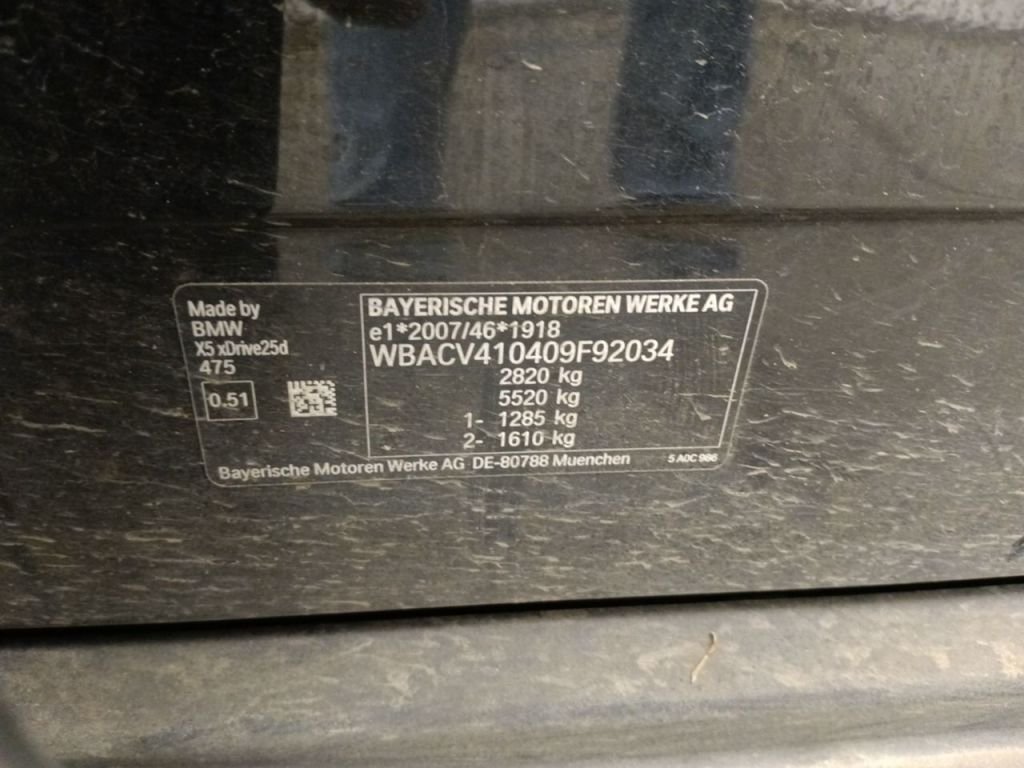 Made by
BMW
X5 xDrive25d
475
0.51
BAYERISCHE MOTOREN WERKE AG
e1*2007/46*1918
WBACV410409F92034
2820 kg
5520 kg
1- 1285 kg
2- 1610 kg
Bayerische Motoren Werke AG DE-80788 Muenchen
5 A0C 986